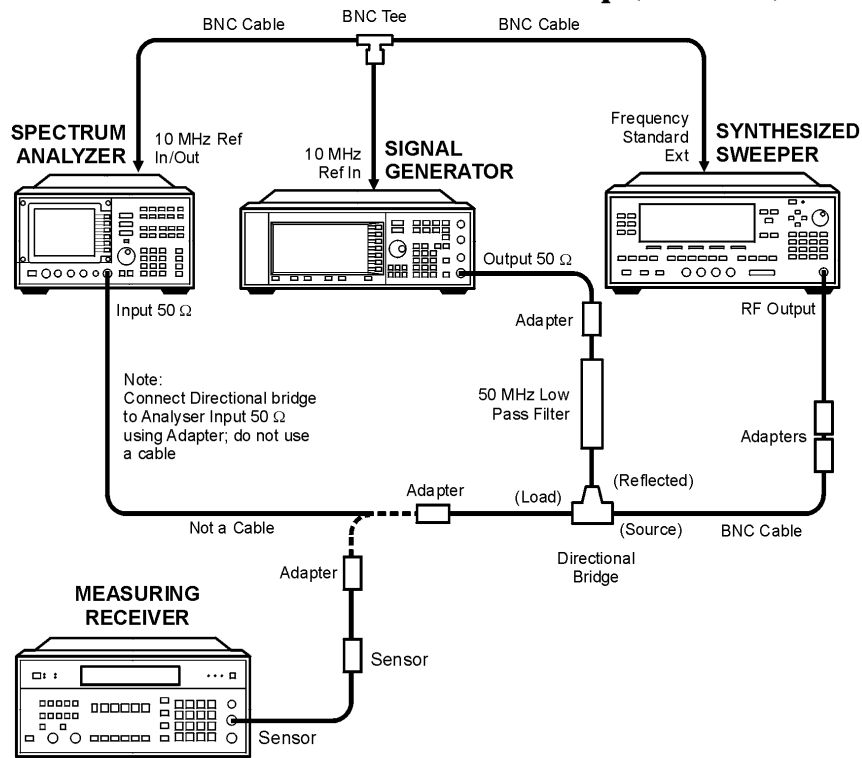 BNC Cable
BNC Tee
BNC Cable
SPECTRUM
ANALYZER
10 MHz Ref
In/Out
10 MHz
Ref In
SIGNAL
GENERATOR
Frequency
Standard
Ext
SYNTHESIZED
SWEEPER
Input 50 Ω
Output 50 Ω
RF Output
Adapter
Note:
Connect Directional bridge
to Analyser Input 50 Ω
using Adapter; do not use
a cable
50 MHz Low
Pass Filter
Adapters
Adapter
(Load)
(Reflected)
(Source)
Not a Cable
BNC Cable
Directional
Bridge
Adapter
MEASURING
RECEIVER
Sensor
Sensor